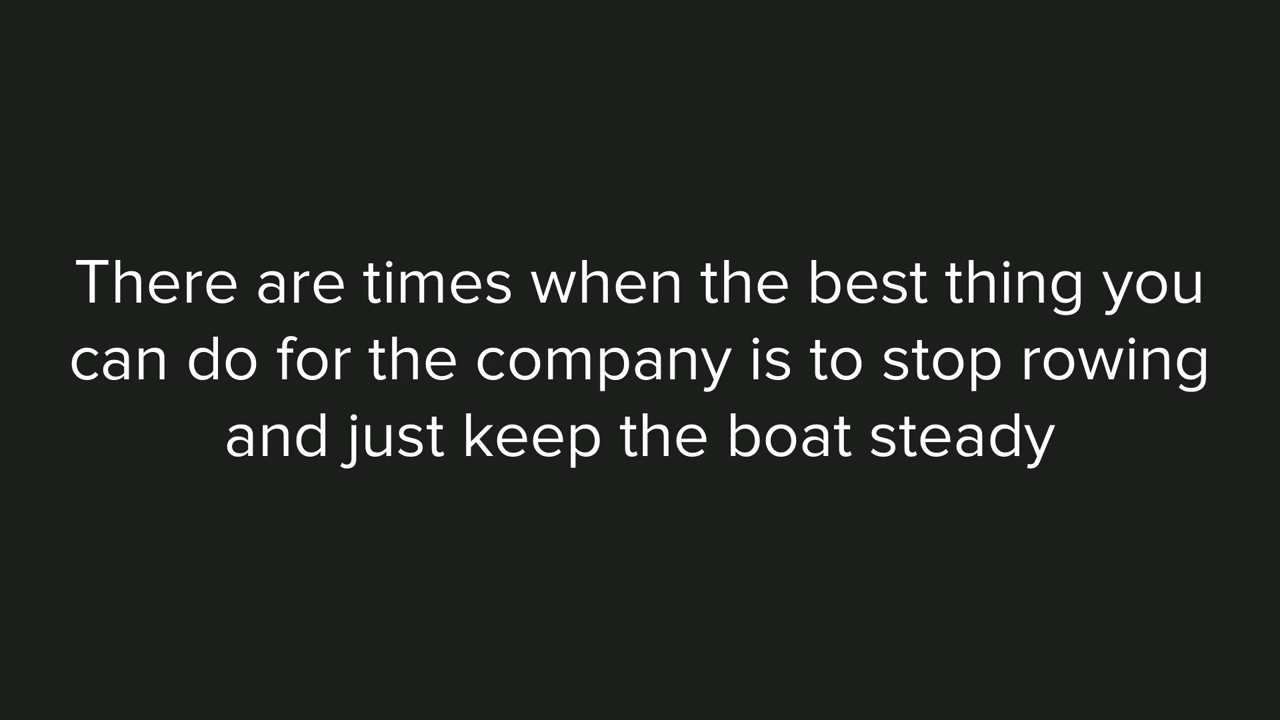 There are times when the best thing you
can do for the company is to stop rowing
and just keep the boat steady